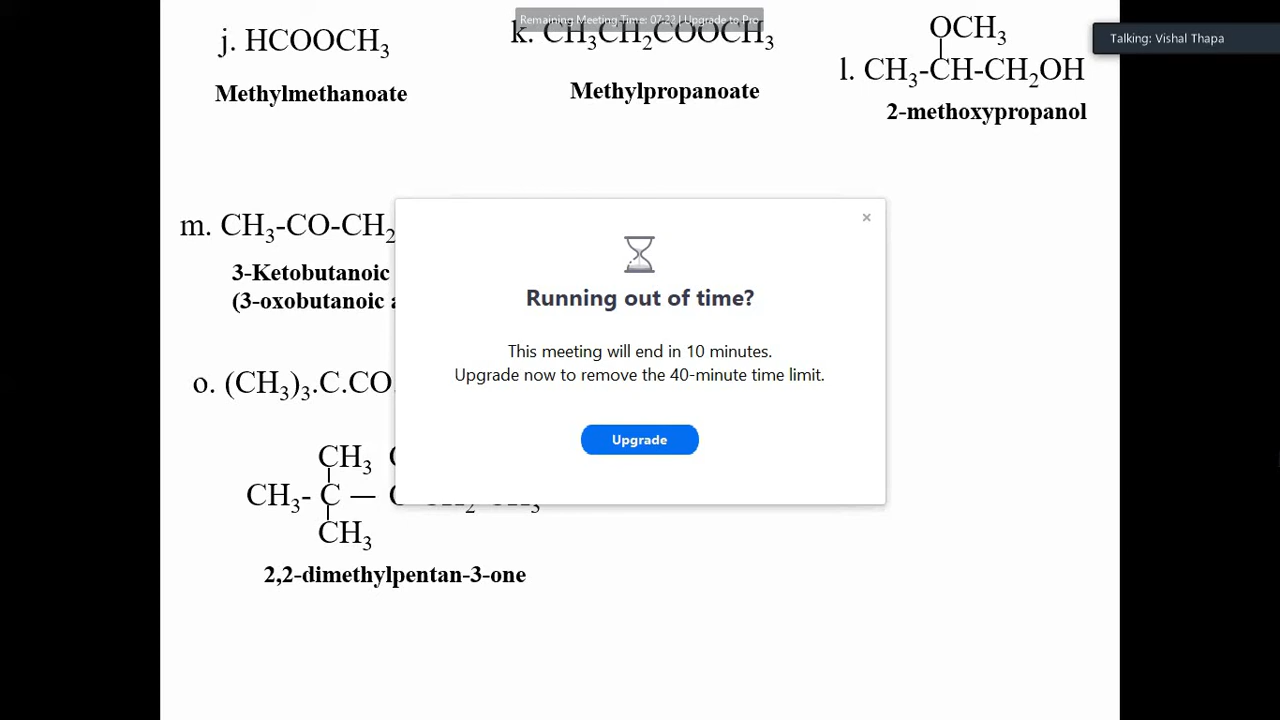 Remaining Meeting Time: 07:22 | Upgrade to Pro
Talking: Vishal Thapa
j. HCOOCH₃
k. CH₃CH₂COOCH₃
OCH₃
l. CH₃-CH-CH₂OH
Methylmethanoate
Methylpropanoate
2-methoxypropanol
m. CH₃-CO-CH₂
3-Ketobutanoic
(3-oxobutanoic
×
Running out of time?
This meeting will end in 10 minutes.
Upgrade now to remove the 40-minute time limit.
Upgrade
o. (CH₃)₃.C.CO
CH₃
CH₃- C —
CH₃
2,2-dimethylpentan-3-one